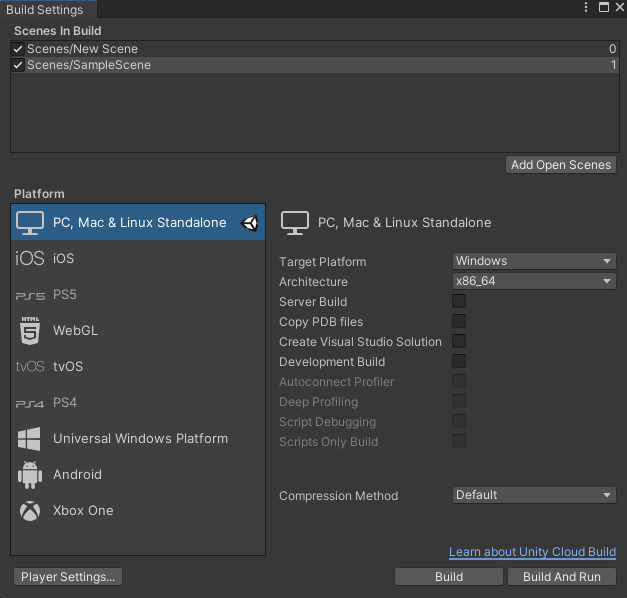 Build Settings
Scenes In Build
Scenes/New Scene 0
Scenes/SampleScene 1
Add Open Scenes
Platform
PC, Mac & Linux Standalone
iOS iOS
PS5 PS5
HTML 5 WebGL
tvOS tvOS
PS4 PS4
Universal Windows Platform
Android
Xbox One
PC, Mac & Linux Standalone
Target Platform Windows
Architecture x86_64
Server Build
Copy PDB files
Create Visual Studio Solution
Development Build
Autoconnect Profiler
Deep Profiling
Script Debugging
Scripts Only Build
Compression Method Default
Learn about Unity Cloud Build
Player Settings... Build Build And Run